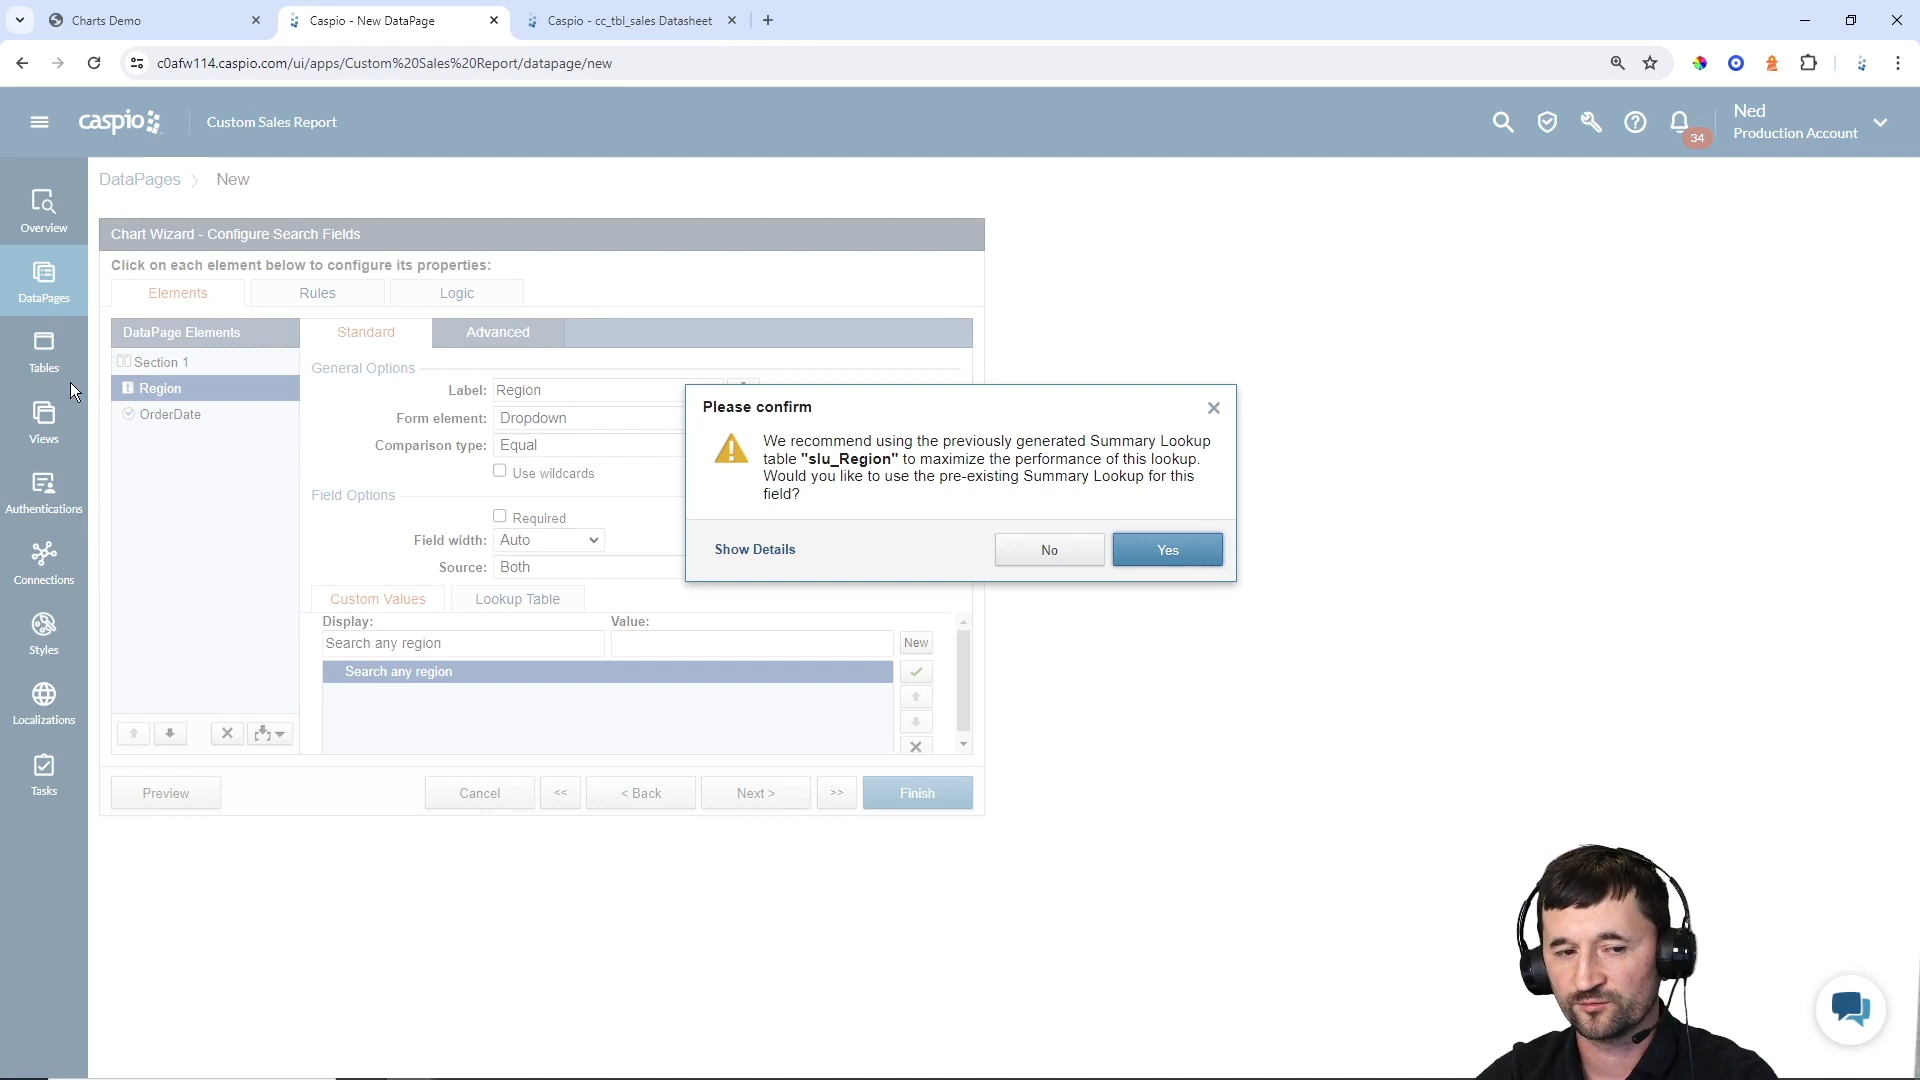 Charts Demo
Caspio - New DataPage
Caspio - cc_tbl_sales Datasheet
c0afw114.caspio.com/ui/apps/Custom%20Sales%20Report/datapage/new
caspio
Custom Sales Report
34
Ned
Production Account
Overview
DataPages
Tables
Views
Authentications
Connections
Styles
Localizations
Tasks
DataPages
New
Chart Wizard - Configure Search Fields
Click on each element below to configure its properties:
Elements
Rules
Logic
DataPage Elements
Standard
Advanced
Section 1
Region
OrderDate
General Options
Label:
Region
Form element:
Dropdown
Comparison type:
Equal
Use wildcards
Field Options
Required
Field width:
Auto
Source:
Both
Custom Values
Lookup Table
Display:
Value:
Search any region
New
Search any region
Please confirm
We recommend using the previously generated Summary Lookup
table "slu_Region" to maximize the performance of this lookup.
Would you like to use the pre-existing Summary Lookup for this
field?
Show Details
No
Yes
Preview
Cancel
<<
< Back
Next >
>>
Finish